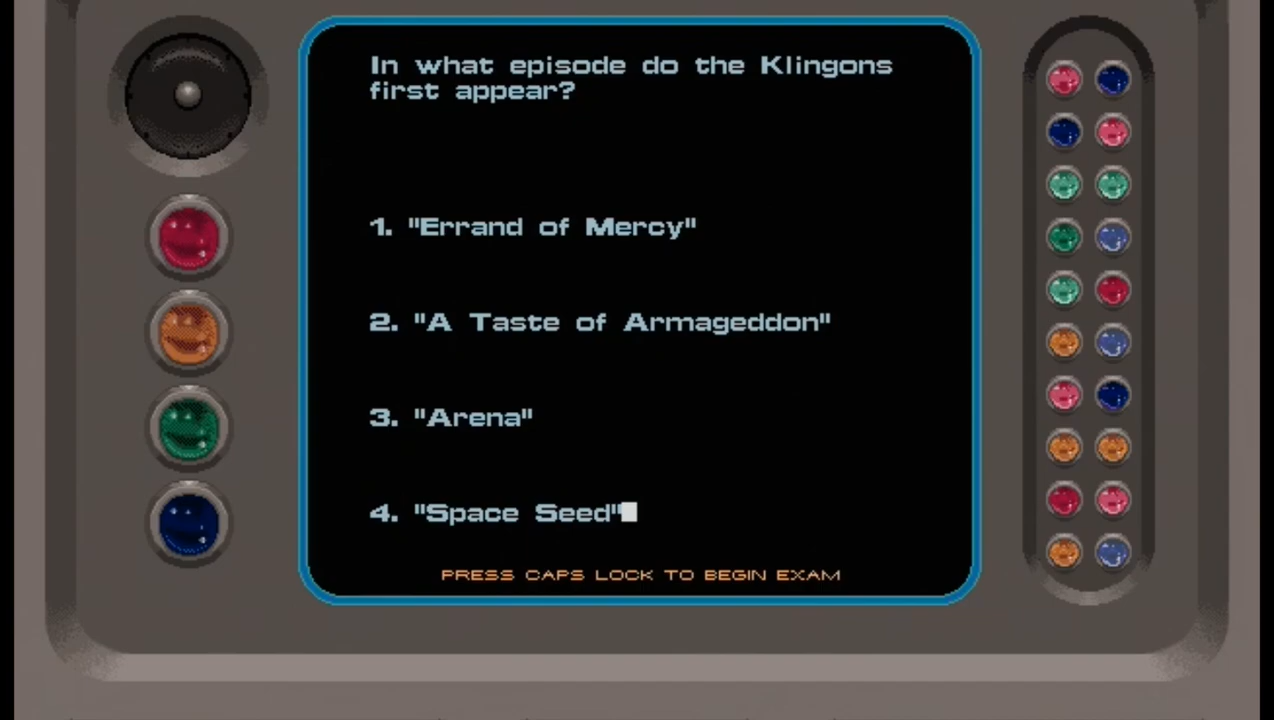 In what episode do the Klingons
first appear?
1. "Errand of Mercy"
2. "A Taste of Armageddon"
3. "Arena"
4. "Space Seed"
PRESS CAPS LOCK TO BEGIN EXAM